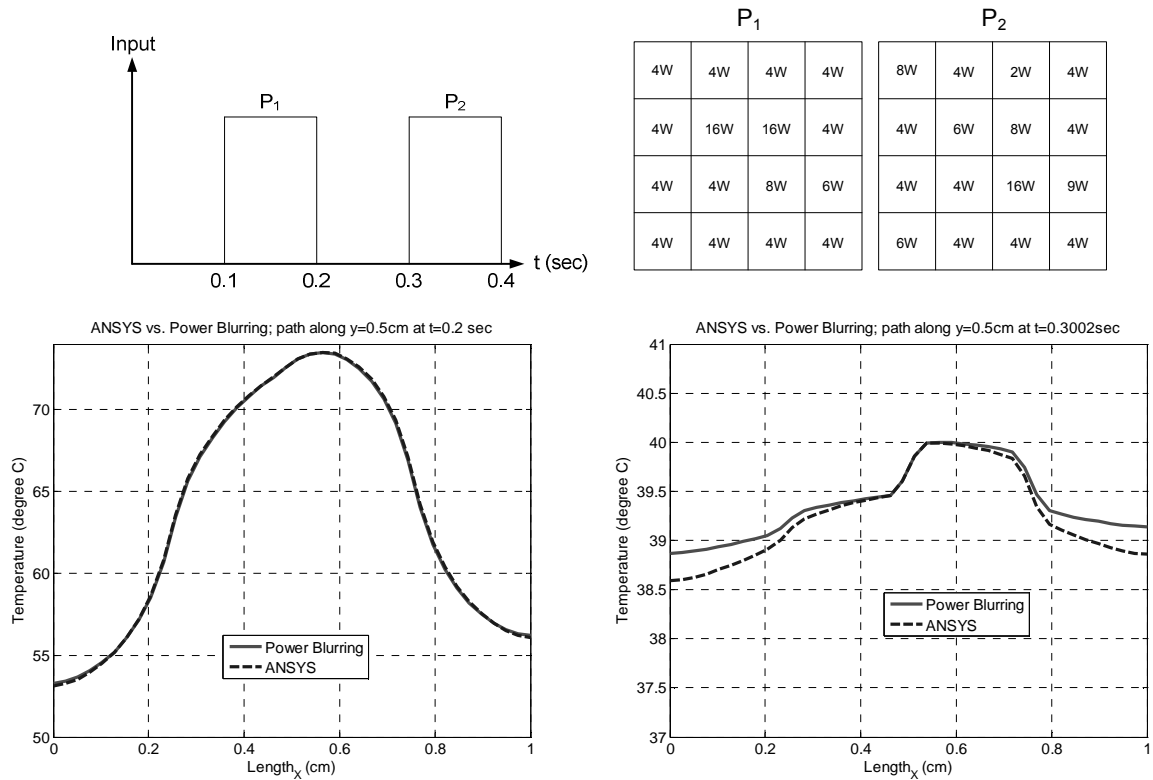 Input
P1
P2
0.1
0.2
0.3
0.4
t (sec)
P1
4W 4W 4W 4W
4W 16W 16W 4W
4W 4W 8W 6W
4W 4W 4W 4W
P2
8W 4W 2W 4W
4W 6W 8W 4W
4W 4W 16W 9W
6W 4W 4W 4W
ANSYS vs. Power Blurring; path along y=0.5cm at t=0.2 sec
Temperature (degree C)
70
65
60
55
50
0 0.2 0.4 0.6 0.8 1
LengthX (cm)
Power Blurring
ANSYS
ANSYS vs. Power Blurring; path along y=0.5cm at t=0.3002sec
Temperature (degree C)
41
40.5
40
39.5
39
38.5
38
37.5
37
0 0.2 0.4 0.6 0.8 1
LengthX (cm)
Power Blurring
ANSYS